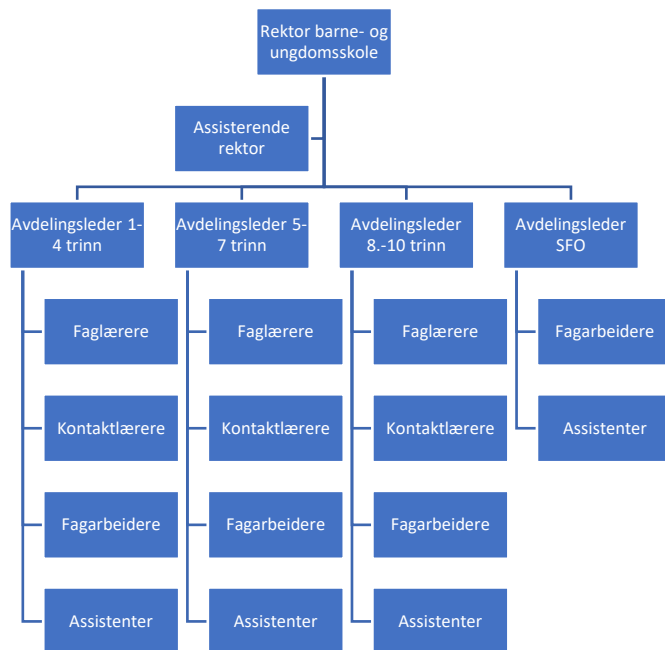 Rektor barne- og
ungdomsskole
Assisterende
rektor
Avdelingsleder 1-
4 trinn
Avdelingsleder 5-
7 trinn
Avdelingsleder
8.-10 trinn
Avdelingsleder
SFO
Faglærere
Faglærere
Faglærere
Fagarbeidere
Kontaktlærere
Kontaktlærere
Kontaktlærere
Assistenter
Fagarbeidere
Fagarbeidere
Fagarbeidere
Assistenter
Assistenter
Assistenter